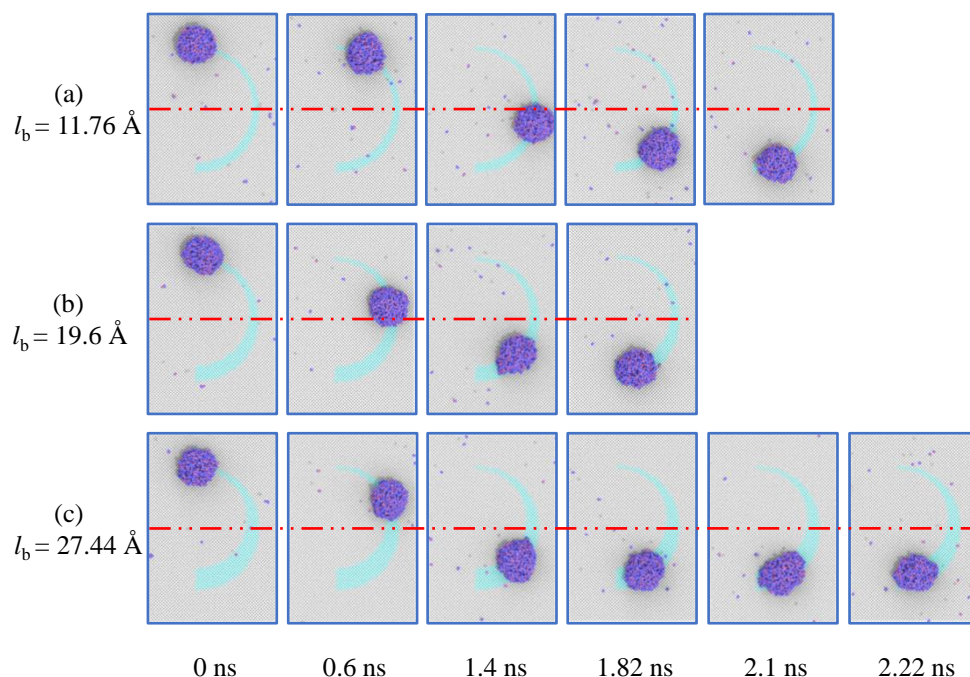 (a)
l_b = 11.76 Å
(b)
l_b = 19.6 Å
(c)
l_b = 27.44 Å
0 ns 0.6 ns 1.4 ns 1.82 ns 2.1 ns 2.22 ns